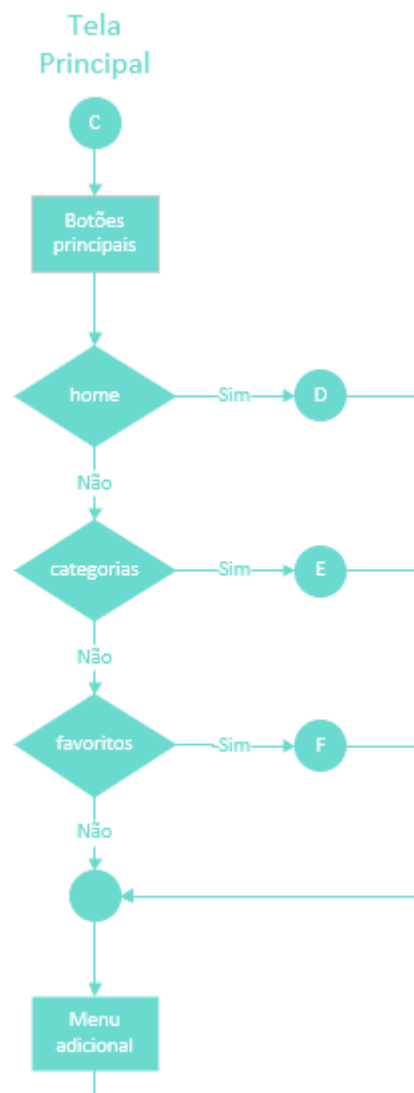 Tela
Principal
C
Botões
principais
home
Sim
D
Não
categorias
Sim
E
Não
favoritos
Sim
F
Não
Menu
adicional